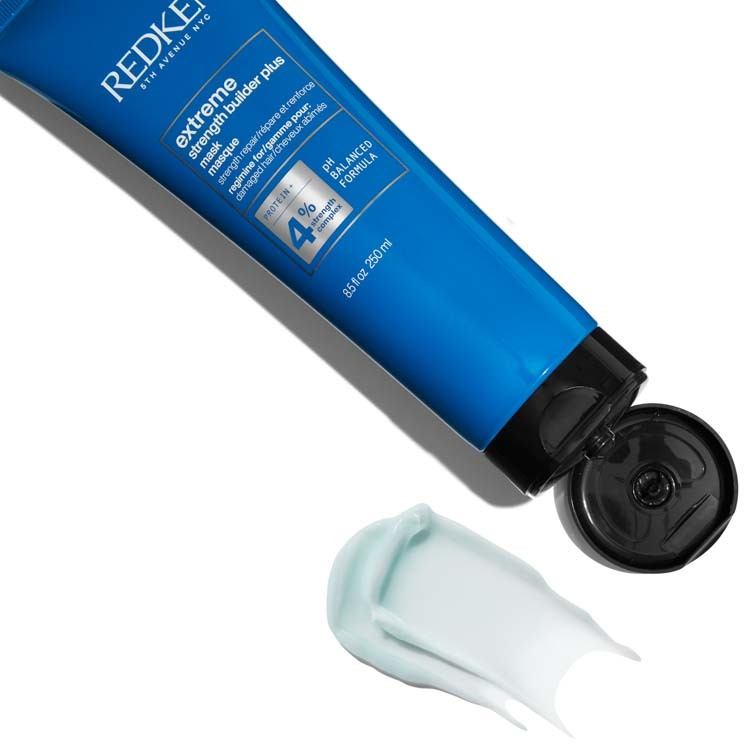 REDKEN
5TH AVENUE NYC
extreme
strength builder plus
mask
masque
strength repair/répare et renforce
regimine for/gamme pour:
damaged hair/cheveux abîmés
PROTEIN+
4%
strength
complex
pH
BALANCED
FORMULA
8.5 fl oz 250 ml